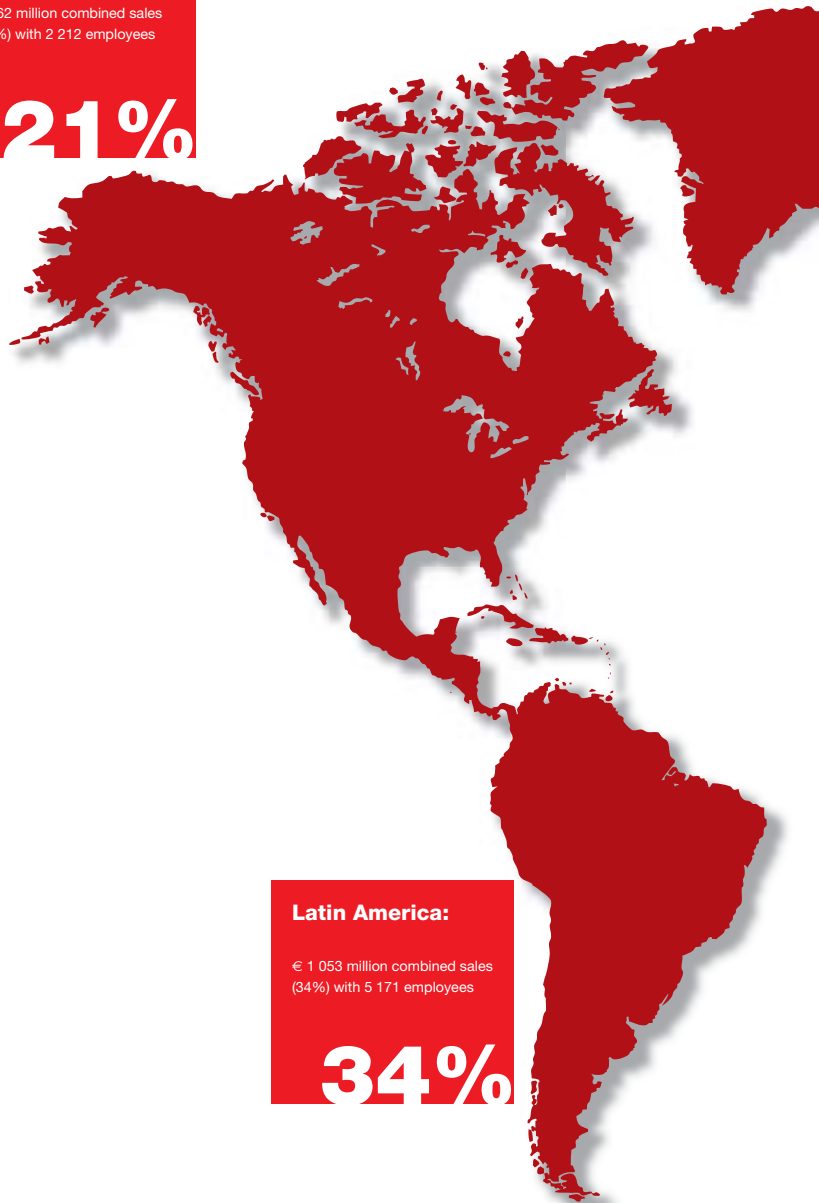 62 million combined sales
%) with 2 212 employees
21%
Latin America:
€ 1 053 million combined sales
(34%) with 5 171 employees
34%